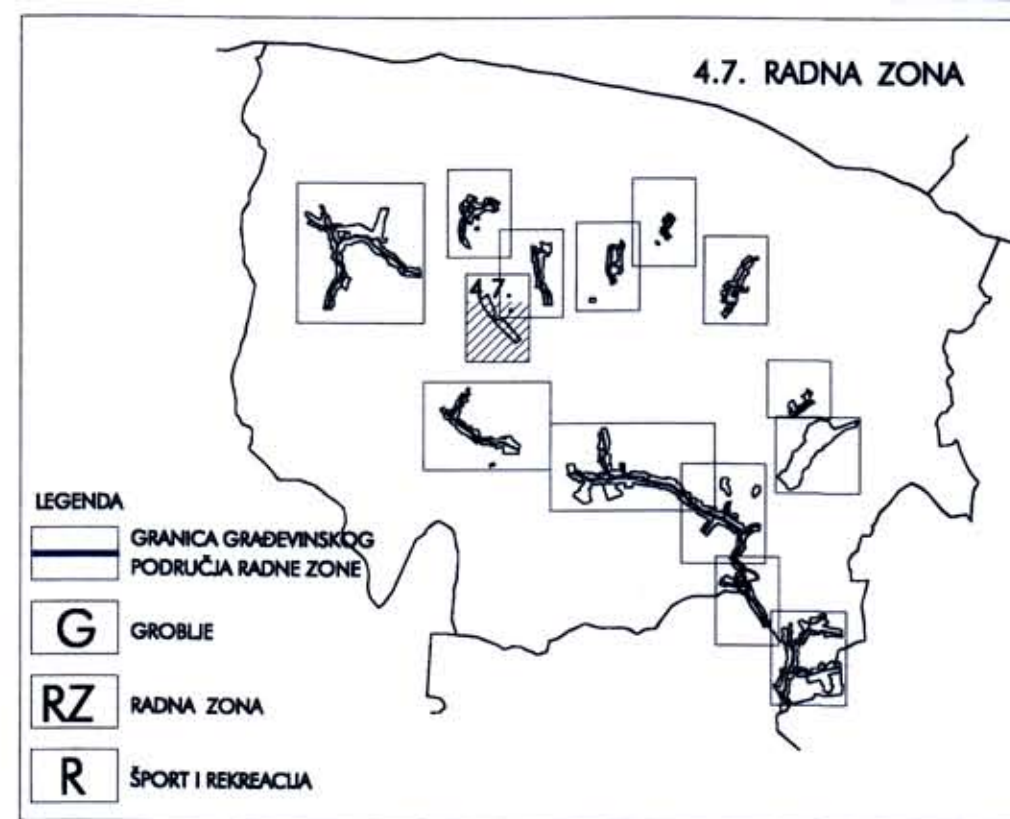 4.7. RADNA ZONA
4.7.
LEGENDA
GRANICA GRAĐEVINSKOG
PODRUČJA RADNE ZONE
G GROBLJE
RZ RADNA ZONA
R ŠPORT I REKREACIJA